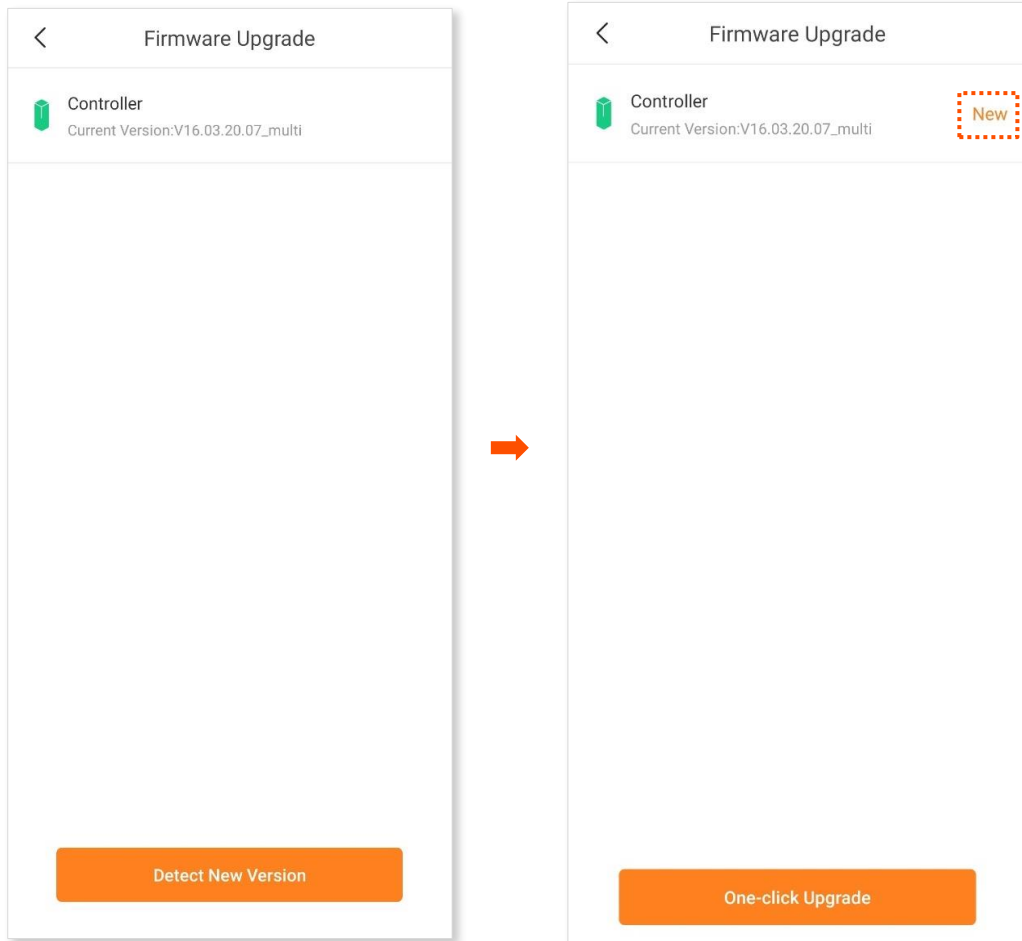 Firmware Upgrade
Controller
Current Version:V16.03.20.07_multi
Detect New Version
Firmware Upgrade
Controller
New
Current Version:V16.03.20.07_multi
One-click Upgrade